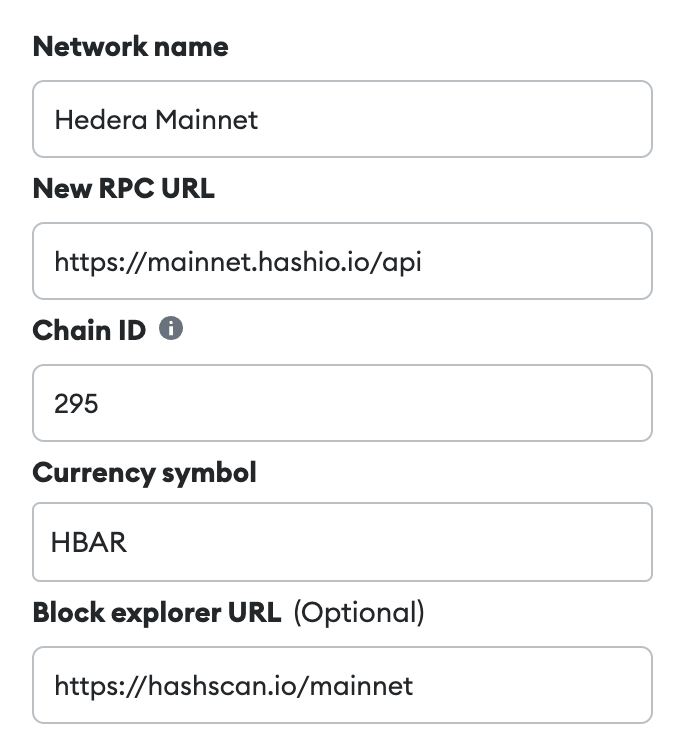 Network name
Hedera Mainnet
New RPC URL
https://mainnet.hashio.io/api
Chain ID
295
Currency symbol
HBAR
Block explorer URL (Optional)
https://hashscan.io/mainnet